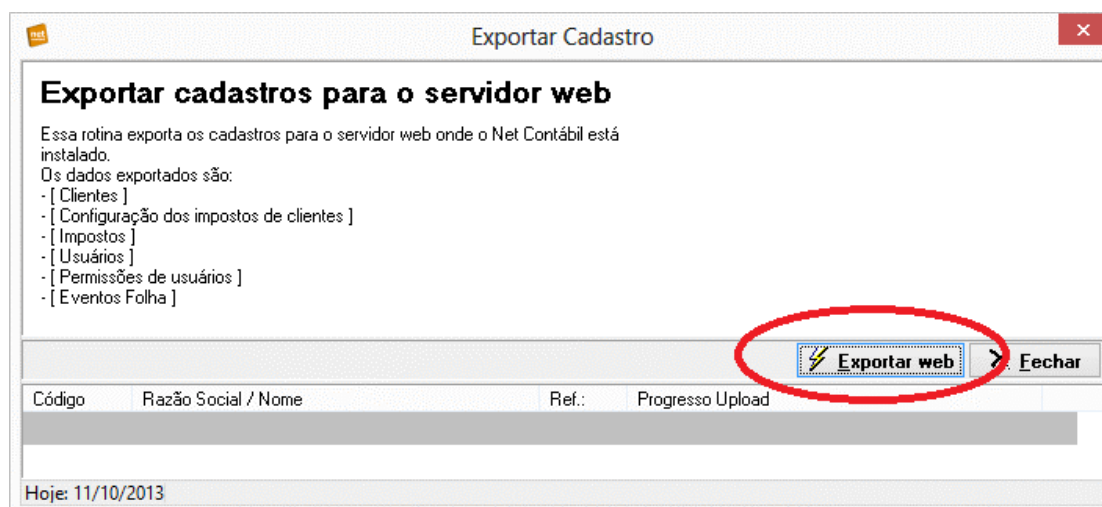 net
Exportar Cadastro
Exportar cadastros para o servidor web
Essa rotina exporta os cadastros para o servidor web onde o Net Contábil está
instalado.
Os dados exportados são:
- [ Clientes ]
- [ Configuração dos impostos de clientes ]
- [ Impostos ]
- [ Usuários ]
- [ Permissões de usuários ]
- [ Eventos Folha ]
Exportar web Fechar
Código Razão Social / Nome Ref.: Progresso Upload
Hoje: 11/10/2013